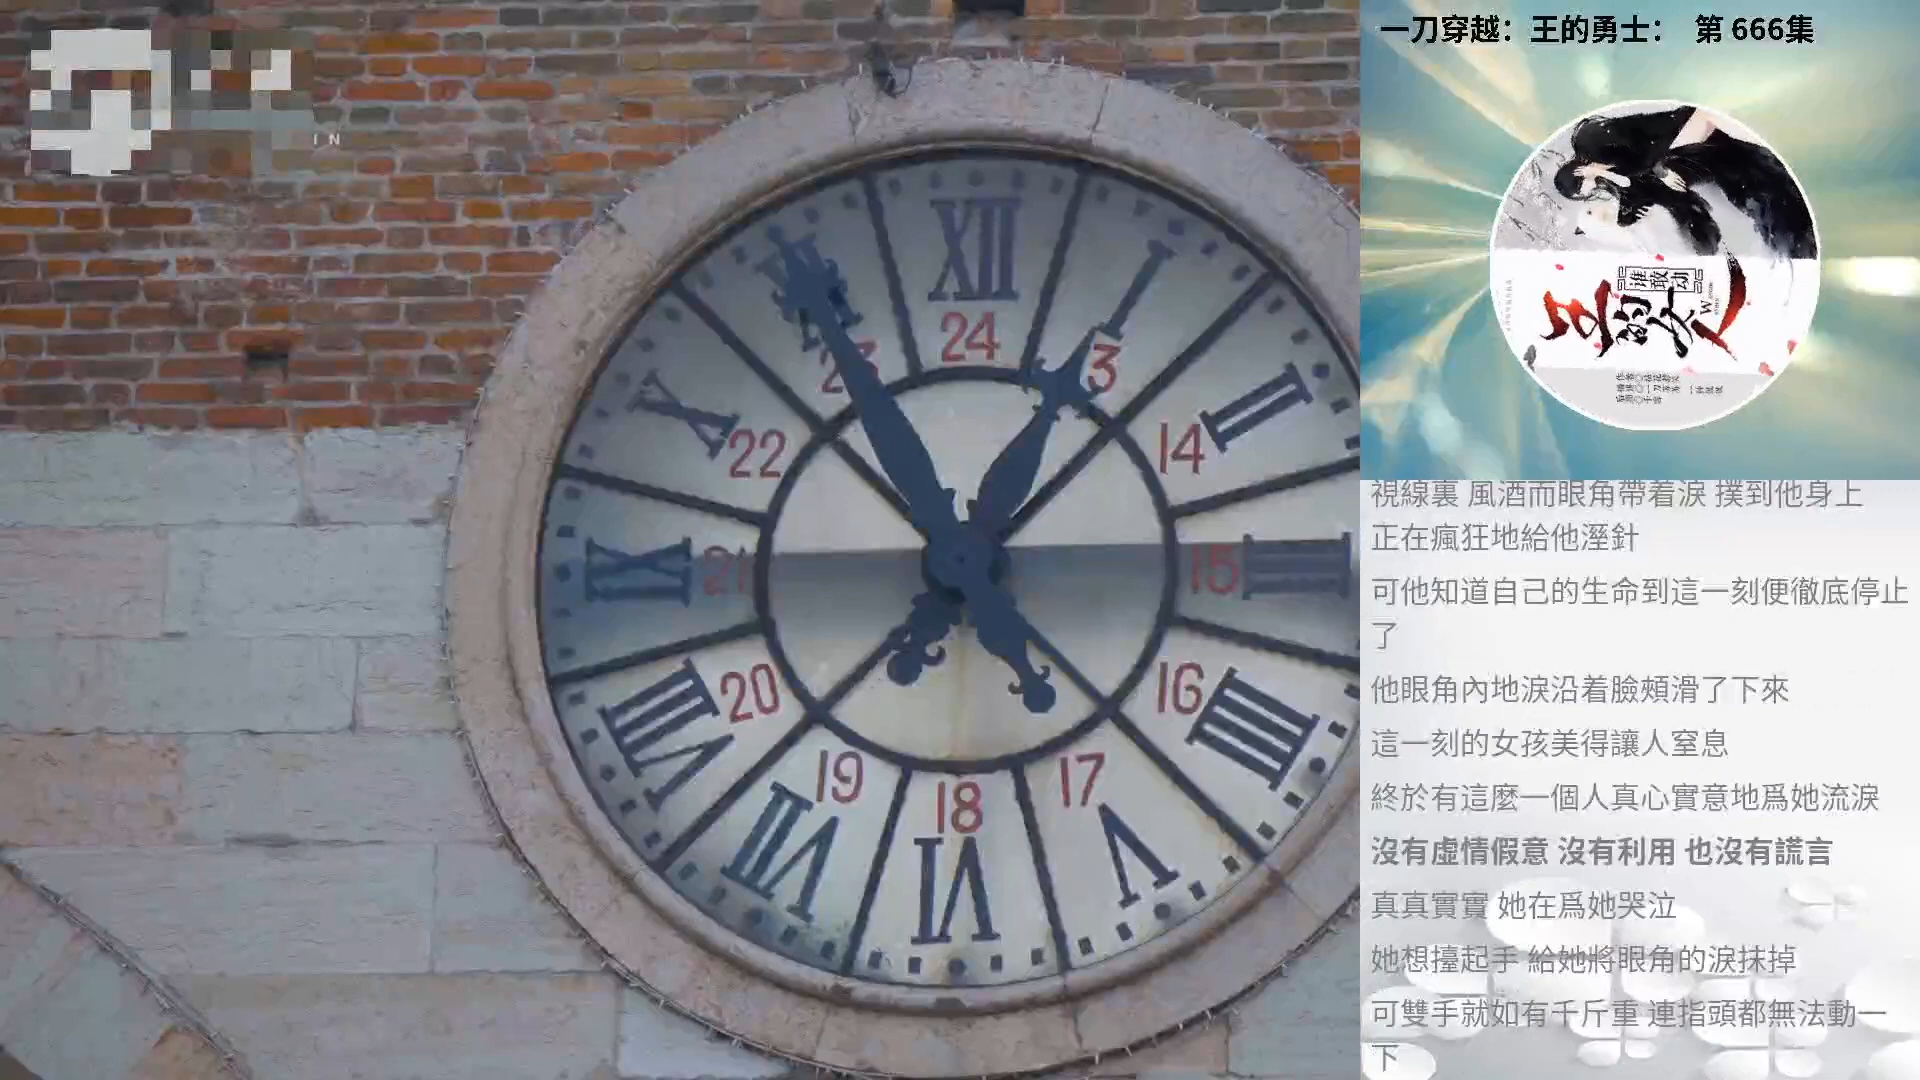 IN
XII
I
II
III
IIII
V
VI
VII
VIII
IX
X
24
14
15
16
17
18
19
20
21
22
23
一刀穿越：王的勇士： 第 666集
谁敢动
王的女人
視線裏 風酒而眼角帶着淚 撲到他身上
正在瘋狂地給他溼針
可他知道自己的生命到這一刻便徹底停止
了
他眼角內地淚沿着臉頰滑了下來
這一刻的女孩美得讓人窒息
終於有這麼一個人真心實意地爲她流淚
沒有虛情假意 沒有利用 也沒有謊言
真真實實 她在爲她哭泣
她想擡起手 給她將眼角的淚抹掉
可雙手就如有千斤重 連指頭都無法動一
下